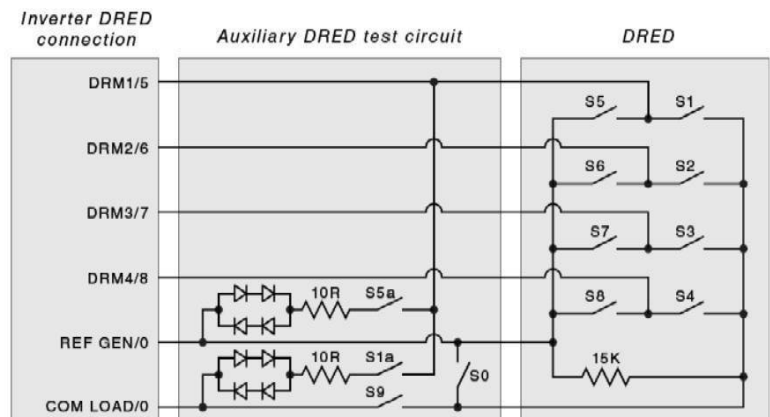 Inverter DRED
connection
Auxiliary DRED test circuit
DRED
DRM1/5
S5
S1
DRM2/6
S6
S2
DRM3/7
S7
S3
DRM4/8
S8
S4
10R
S5a
REF GEN/0
10R
S1a
S0
15K
S9
COM LOAD/0